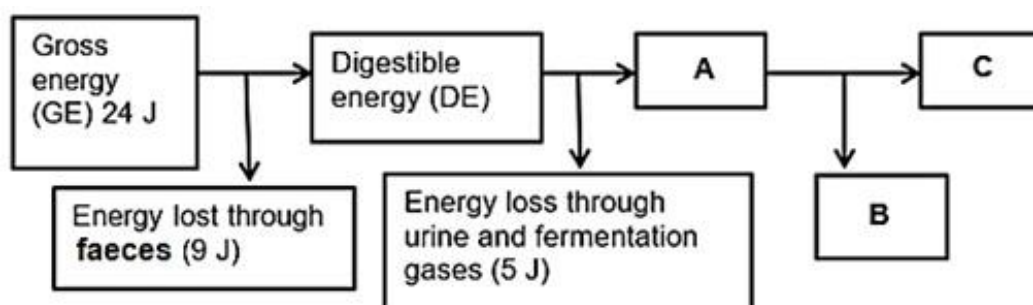 Gross
energy
(GE) 24 J
Digestible
energy (DE)
A
C
Energy lost through
faeces (9 J)
Energy loss through
urine and fermentation
gases (5 J)
B